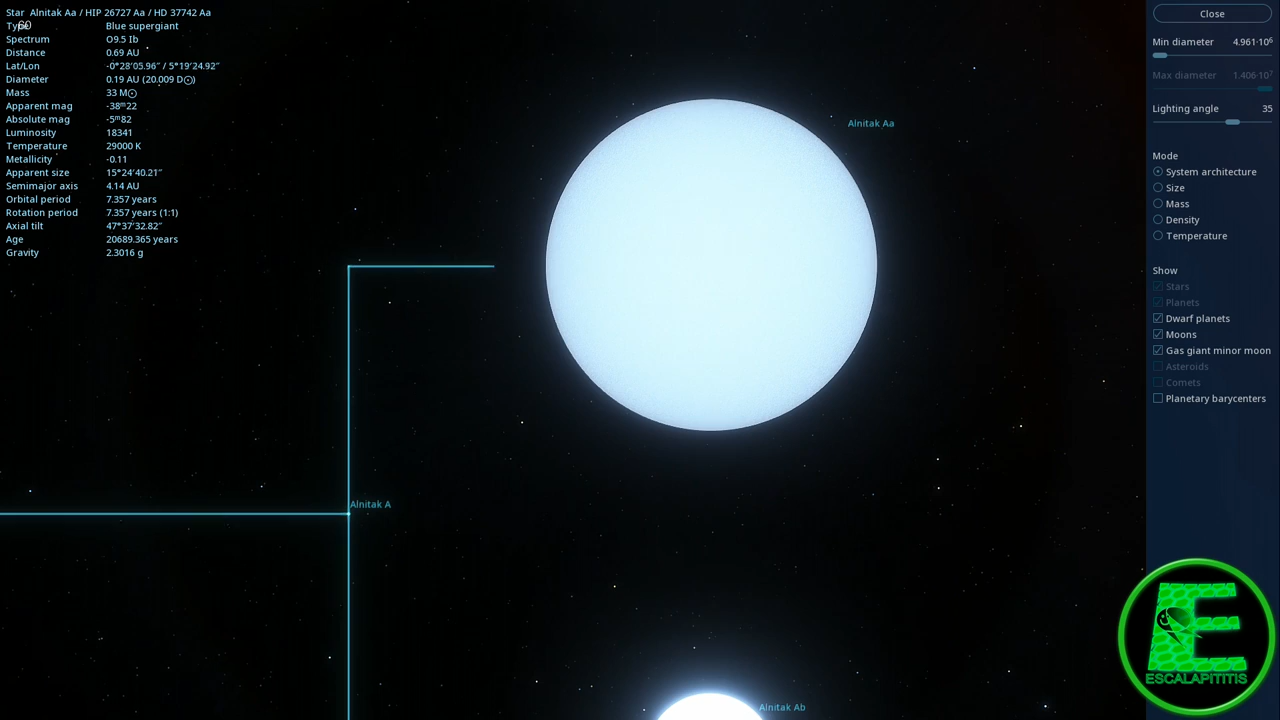 Star Alnitak Aa / HIP 26727 Aa / HD 37742 Aa
60
Type Blue supergiant
Spectrum O9.5 Ib
Distance 0.69 AU
Lat/Lon -0°28'05.96" / 5°19'24.92"
Diameter 0.19 AU (20.009 D☉)
Mass 33 M☉
Apparent mag -38ᵐ22
Absolute mag -5ᵐ82
Luminosity 18341
Temperature 29000 K
Metallicity -0.11
Apparent size 15°24'40.21"
Semimajor axis 4.14 AU
Orbital period 7.357 years
Rotation period 7.357 years (1:1)
Axial tilt 47°37'32.82"
Age 20689.365 years
Gravity 2.3016 g
Alnitak Aa
Alnitak A
Alnitak Ab
Close
Min diameter 4.961·10⁶
Max diameter 1.406·10⁷
Lighting angle 35
Mode
System architecture
Size
Mass
Density
Temperature
Show
Stars
Planets
Dwarf planets
Moons
Gas giant minor moon
Asteroids
Comets
Planetary barycenters
E
ESCALAPITITIS